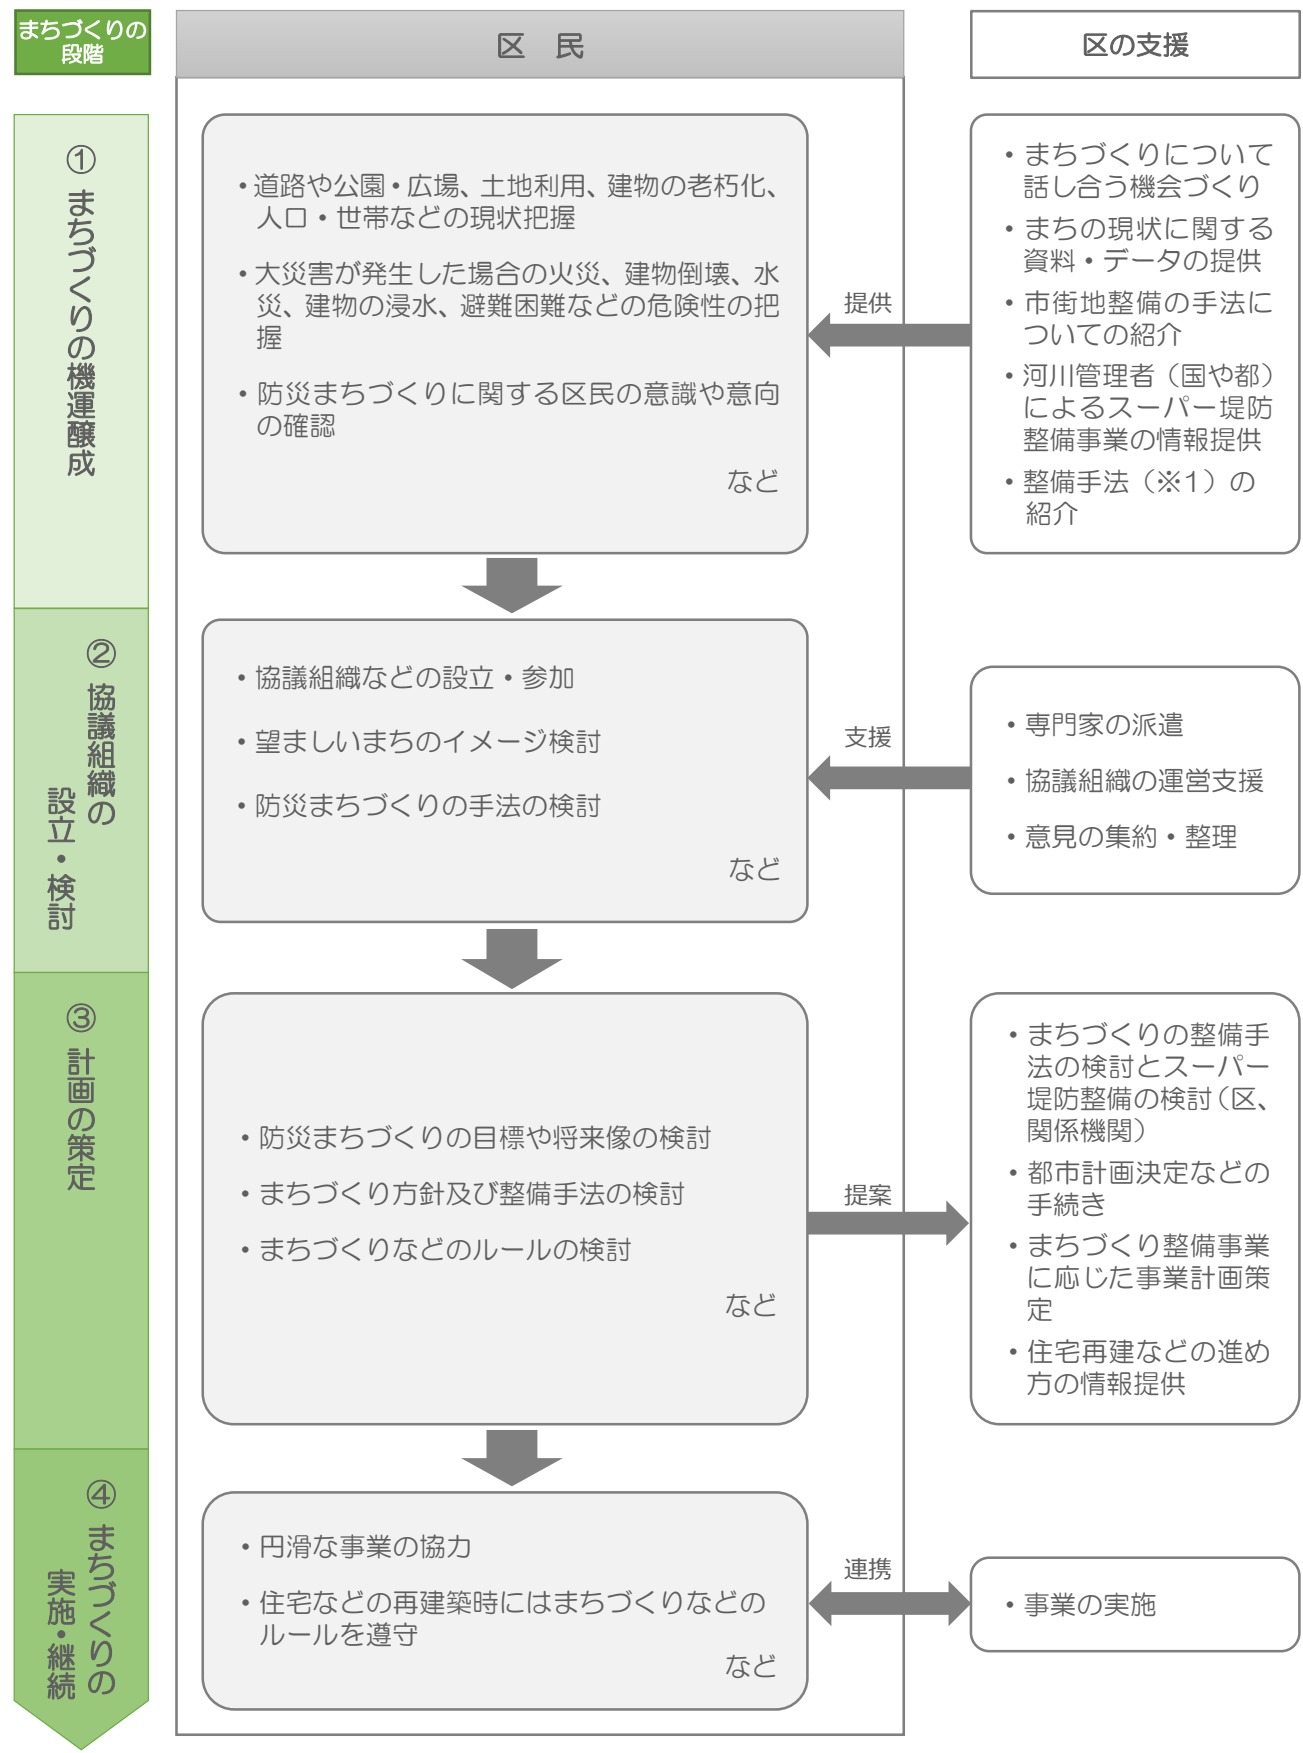 まちづくりの
段階
区　民
区の支援
① まちづくりの機運醸成
・道路や公園・広場、土地利用、建物の老朽化、
人口・世帯などの現状把握
・大災害が発生した場合の火災、建物倒壊、水
災、建物の浸水、避難困難などの危険性の把
握
・防災まちづくりに関する区民の意識や意向
の確認
など
提供
・まちづくりについて
話し合う機会づくり
・まちの現状に関する
資料・データの提供
・市街地整備の手法に
ついての紹介
・河川管理者（国や都）
によるスーパー堤防
整備事業の情報提供
・整備手法（※1）の
紹介
② 協議組織の
設立・検討
・協議組織などの設立・参加
・望ましいまちのイメージ検討
・防災まちづくりの手法の検討
など
支援
・専門家の派遣
・協議組織の運営支援
・意見の集約・整理
③ 計画の策定
・防災まちづくりの目標や将来像の検討
・まちづくり方針及び整備手法の検討
・まちづくりなどのルールの検討
など
提案
・まちづくりの整備手
法の検討とスーパー
堤防整備の検討（区、
関係機関）
・都市計画決定などの
手続き
・まちづくり整備事業
に応じた事業計画策
定
・住宅再建などの進め
方の情報提供
④ まちづくりの
実施・継続
・円滑な事業の協力
・住宅などの再建築時にはまちづくりなどの
ルールを遵守
など
連携
・事業の実施